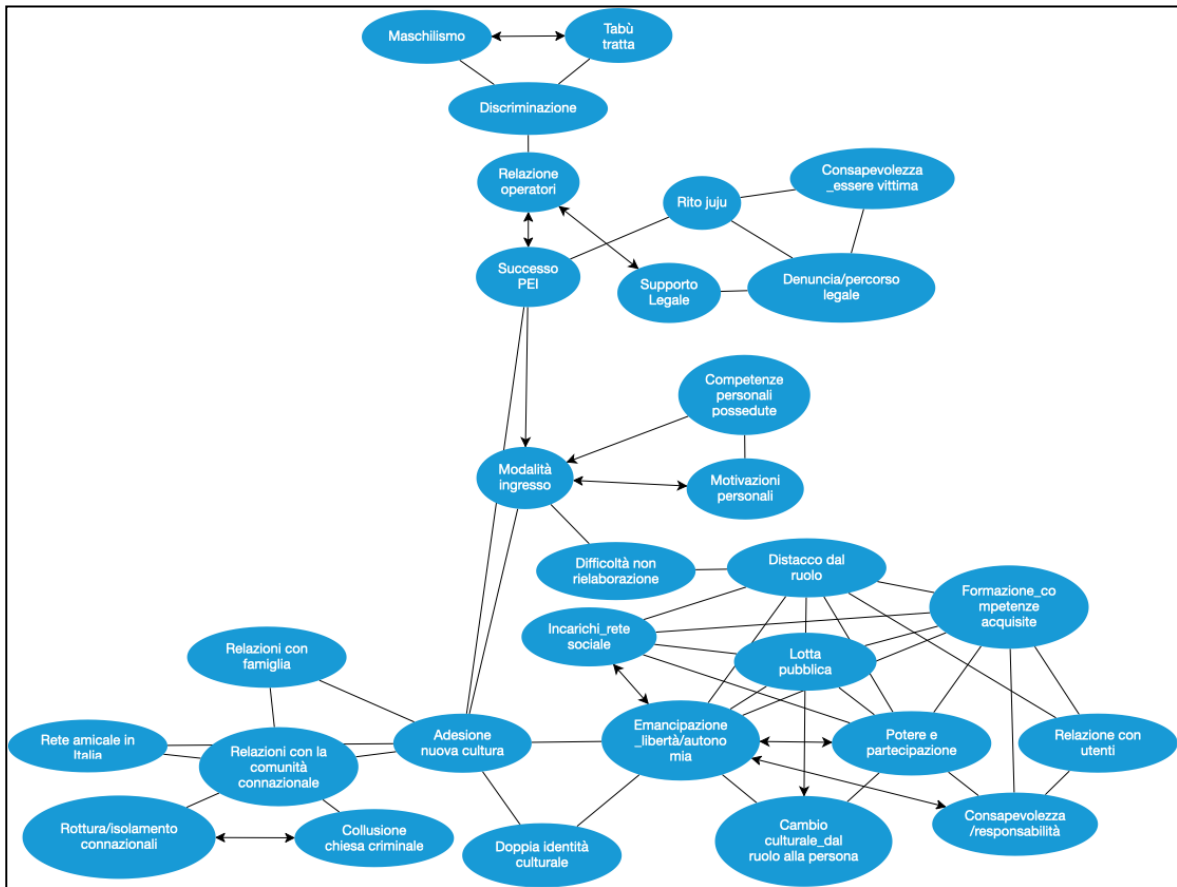 Maschilismo
Tabù
tratta
Discriminazione
Relazione
operatori
Rito juju
Consapevolezza
_essere vittima
Successo
PEI
Supporto
Legale
Denuncia/percorso
legale
Competenze
personali
possedute
Modalità
ingresso
Motivazioni
personali
Difficoltà non
rielaborazione
Distacco dal
ruolo
Formazione_co
mpetenze
acquisite
Incarichi_rete
sociale
Lotta
pubblica
Relazioni con
famiglia
Rete amicale in
Italia
Relazioni con la
comunità
connazionale
Adesione
nuova cultura
Emancipazione
_libertà/autono
mia
Potere e
partecipazione
Relazione con
utenti
Rottura/isolamento
connazionali
Collusione
chiesa criminale
Doppia identità
culturale
Cambio
culturale_dal
ruolo alla persona
Consapevolezza
/responsabilità